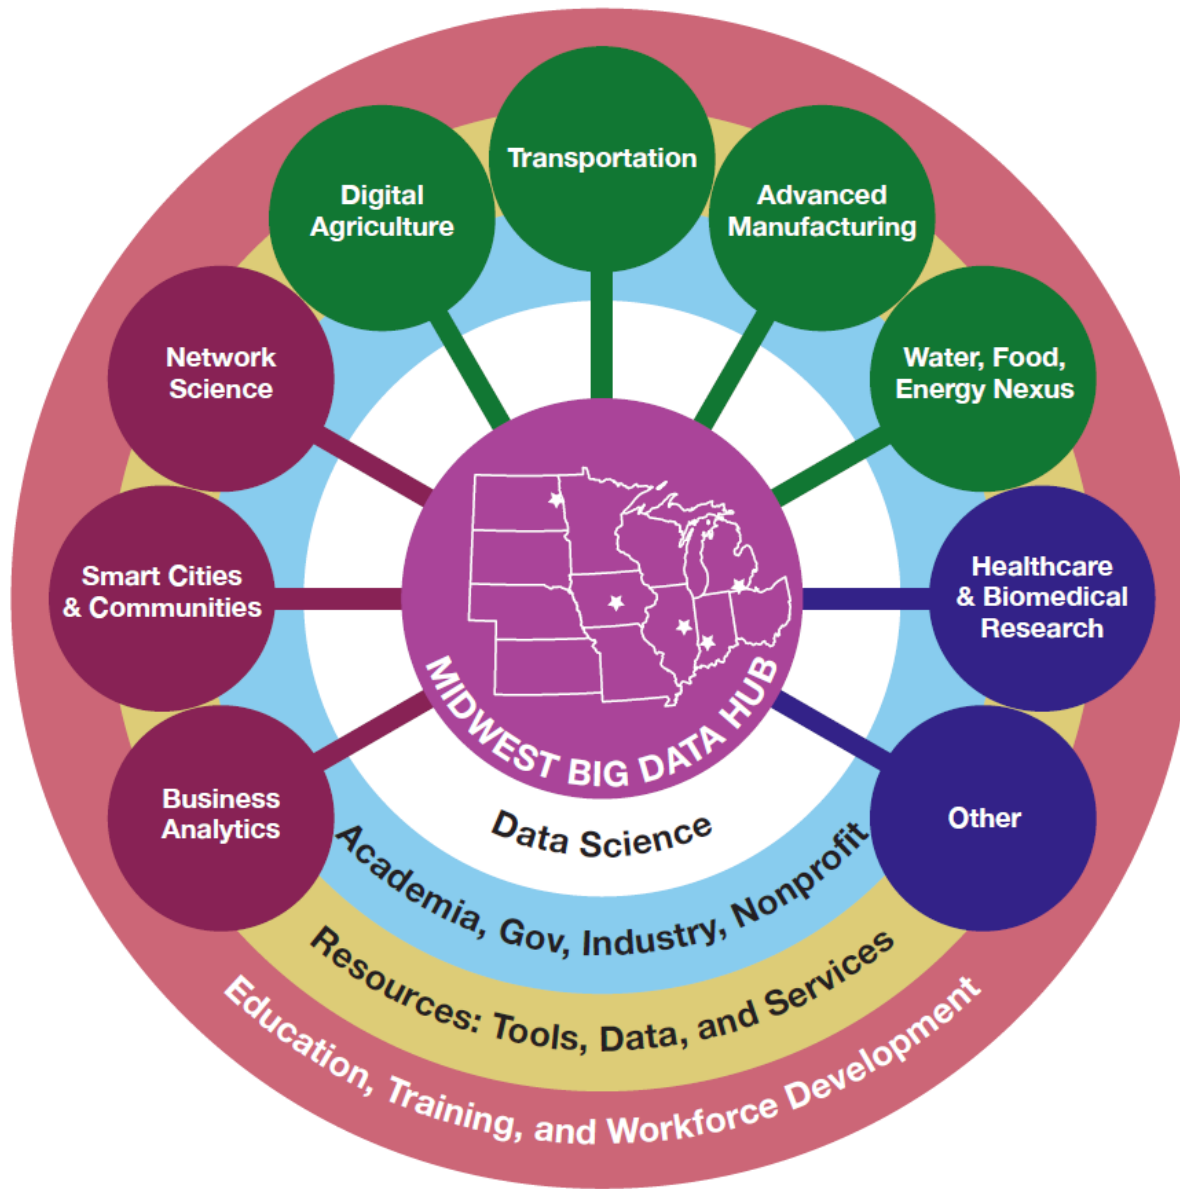 Transportation
Digital
Agriculture
Advanced
Manufacturing
Network
Science
Water, Food,
Energy Nexus
Smart Cities
& Communities
Healthcare
& Biomedical
Research
Business
Analytics
Other
MIDWEST BIG DATA HUB
Data Science
Academia, Gov, Industry, Nonprofit
Resources: Tools, Data, and Services
Education, Training, and Workforce Development